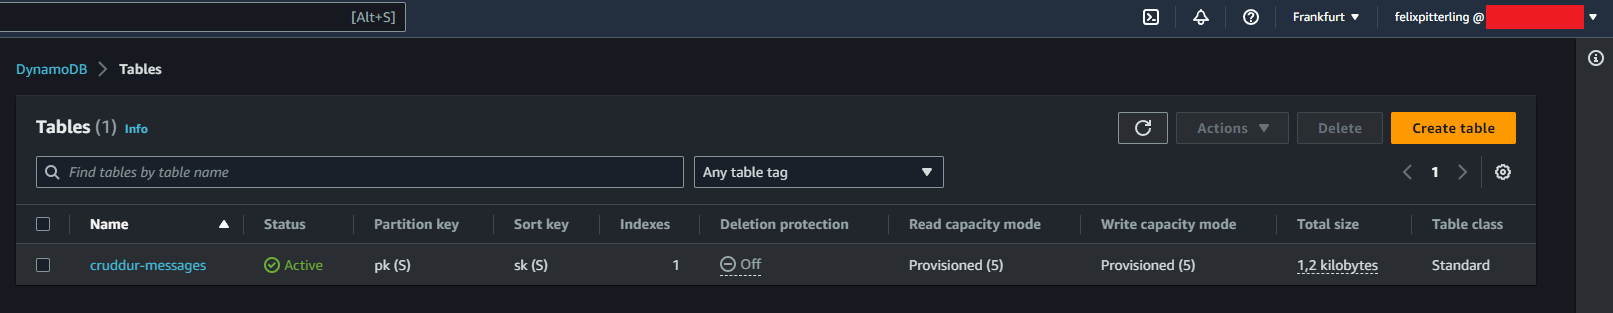 [Alt+S] Frankfurt felixpitterling @
DynamoDB Tables
Tables (1) Info Actions Delete Create table
Find tables by table name Any table tag 1
Name Status Partition key Sort key Indexes Deletion protection Read capacity mode Write capacity mode Total size Table class
cruddur-messages Active pk (S) sk (S) 1 Off Provisioned (5) Provisioned (5) 1,2 kilobytes Standard